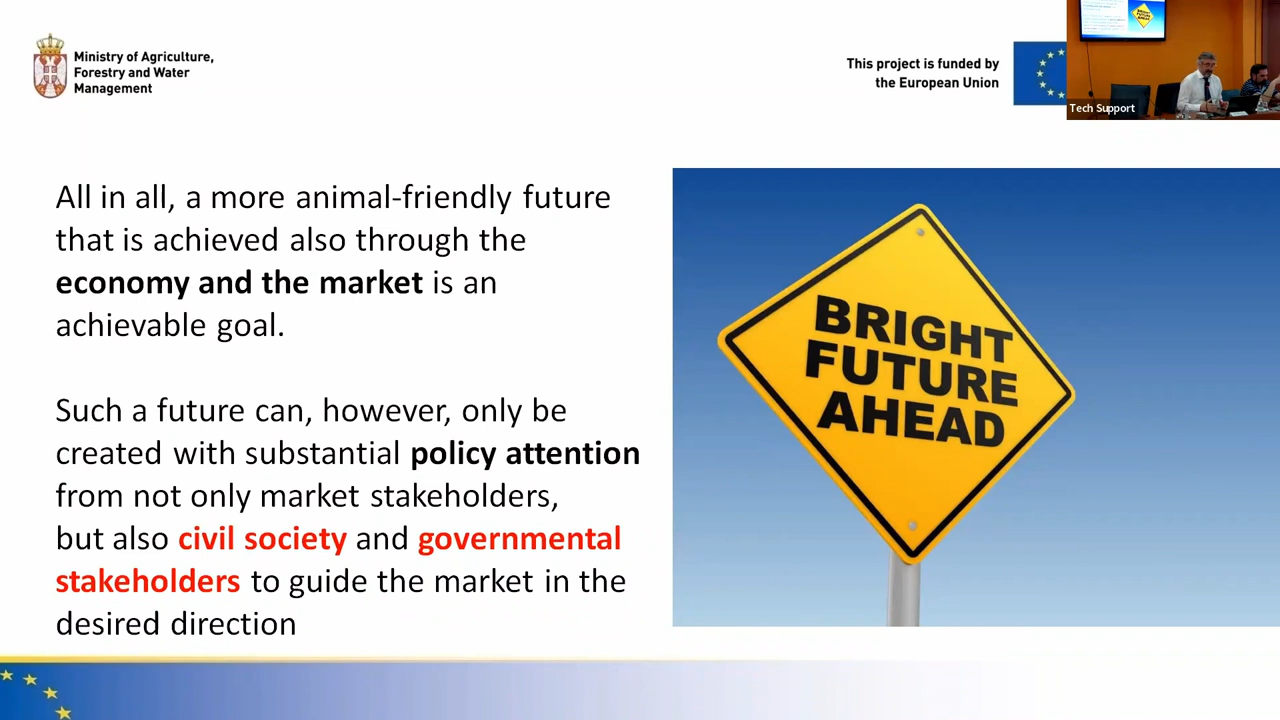 Ministry of Agriculture,
Forestry and Water
Management
This project is funded by
the European Union
BRIGHT
FUTURE
AHEAD
Tech Support
All in all, a more animal-friendly future
that is achieved also through the
economy and the market is an
achievable goal.
Such a future can, however, only be
created with substantial policy attention
from not only market stakeholders,
but also civil society and governmental
stakeholders to guide the market in the
desired direction
BRIGHT
FUTURE
AHEAD